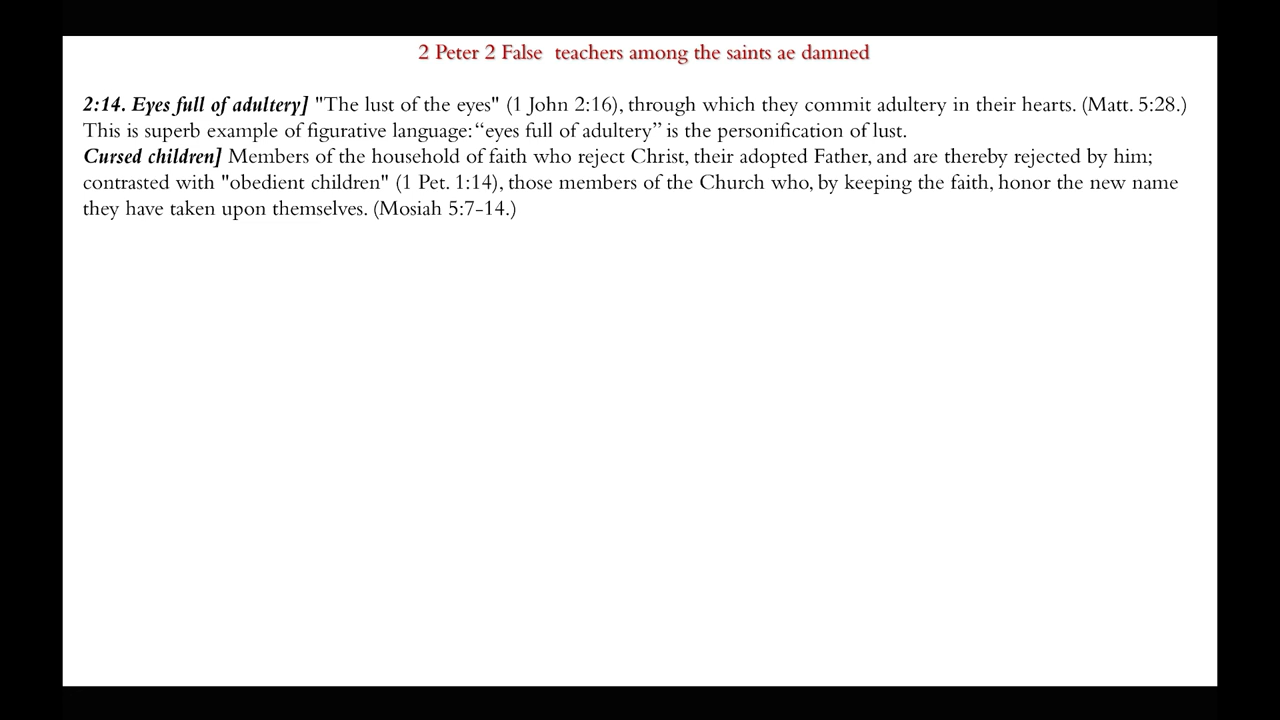 2 Peter 2 False  teachers among the saints ae damned
2:14. Eyes full of adultery] "The lust of the eyes" (1 John 2:16), through which they commit adultery in their hearts. (Matt. 5:28.)
This is superb example of figurative language: “eyes full of adultery” is the personification of lust.
Cursed children] Members of the household of faith who reject Christ, their adopted Father, and are thereby rejected by him;
contrasted with "obedient children" (1 Pet. 1:14), those members of the Church who, by keeping the faith, honor the new name
they have taken upon themselves. (Mosiah 5:7-14.)